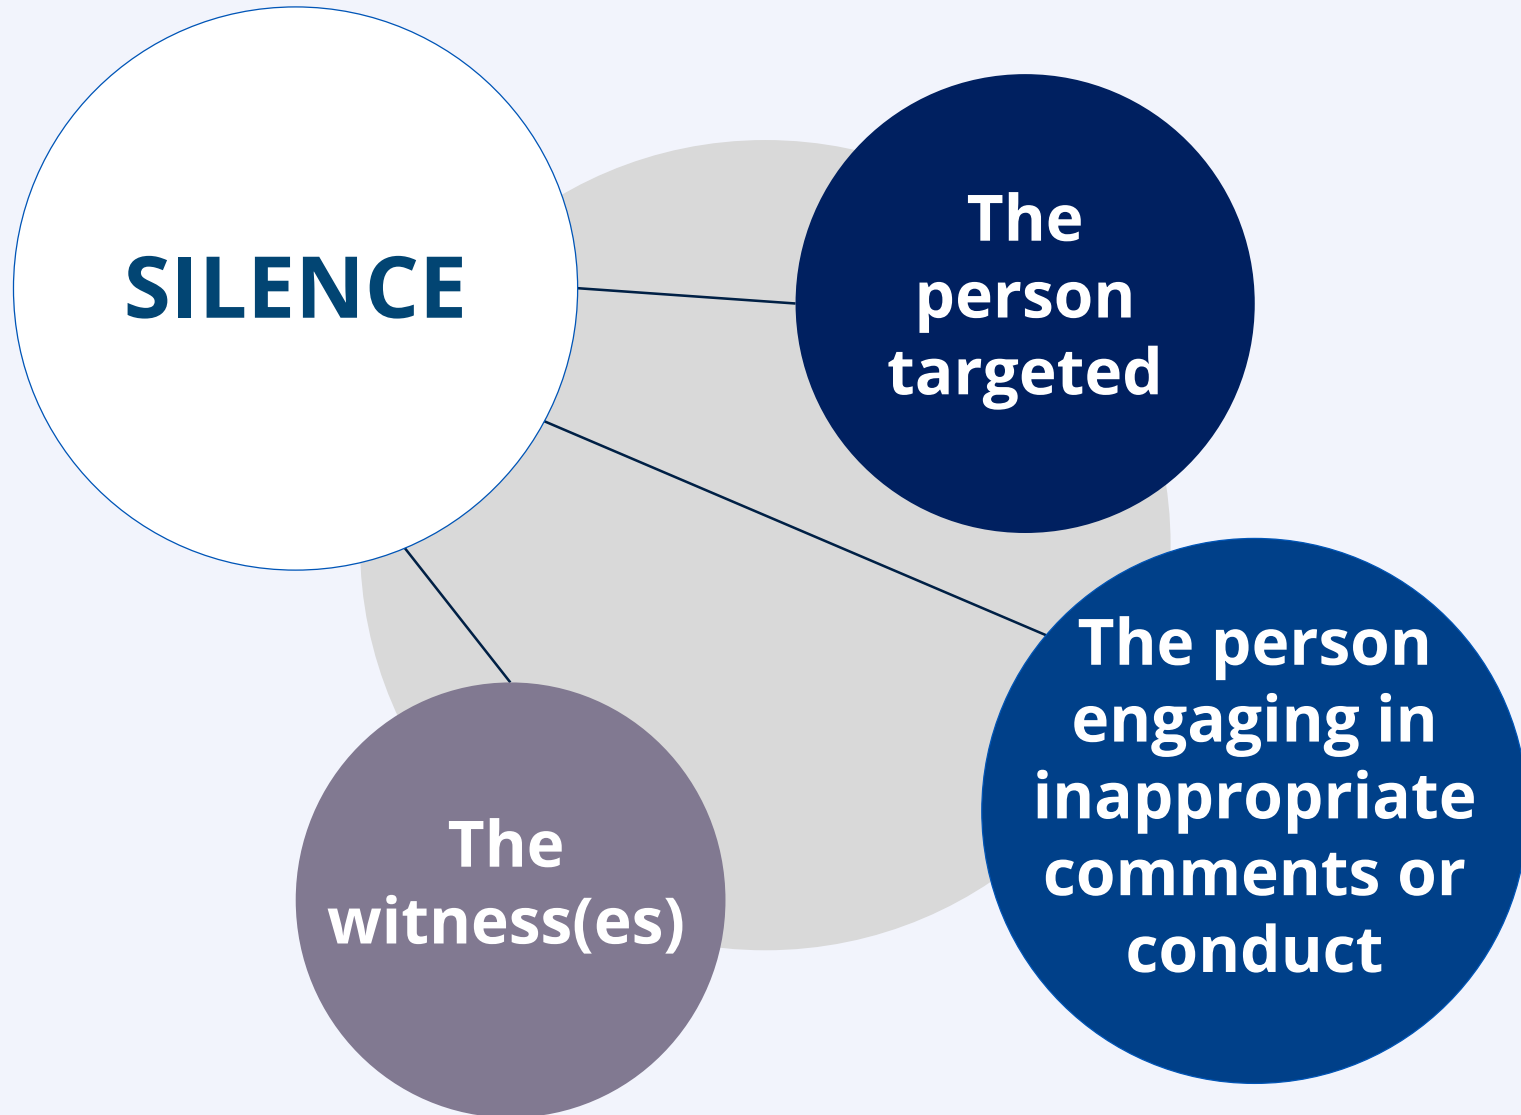 SILENCE
The
person
targeted
The person
engaging in
inappropriate
comments or
conduct
The
witness(es)